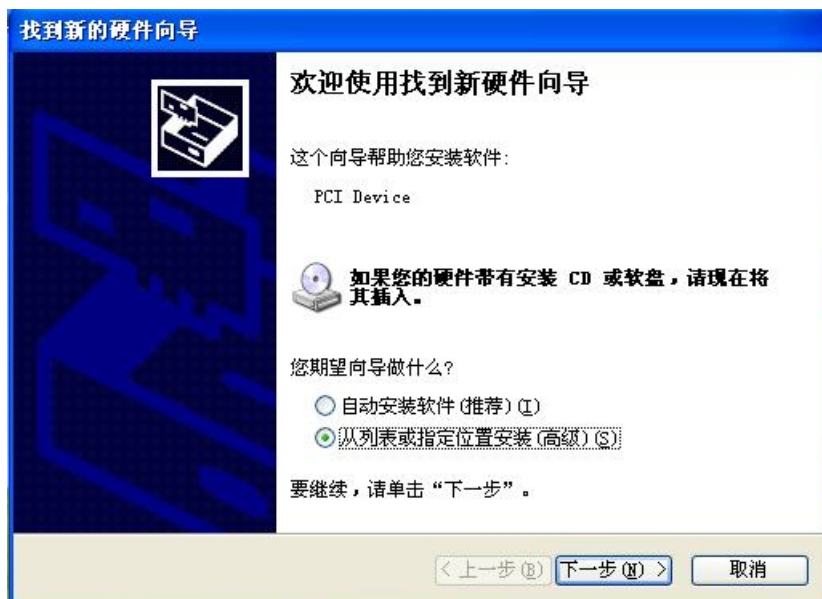 找到新的硬件向导
欢迎使用找到新硬件向导
这个向导帮助您安装软件:
PCI Device
如果您的硬件带有安装 CD 或软盘，请现在将
其插入。
您期望向导做什么?
自动安装软件(推荐)(I)
从列表或指定位置安装(高级)(S)
要继续，请单击“下一步”。
< 上一步(B) 下一步(N) > 取消